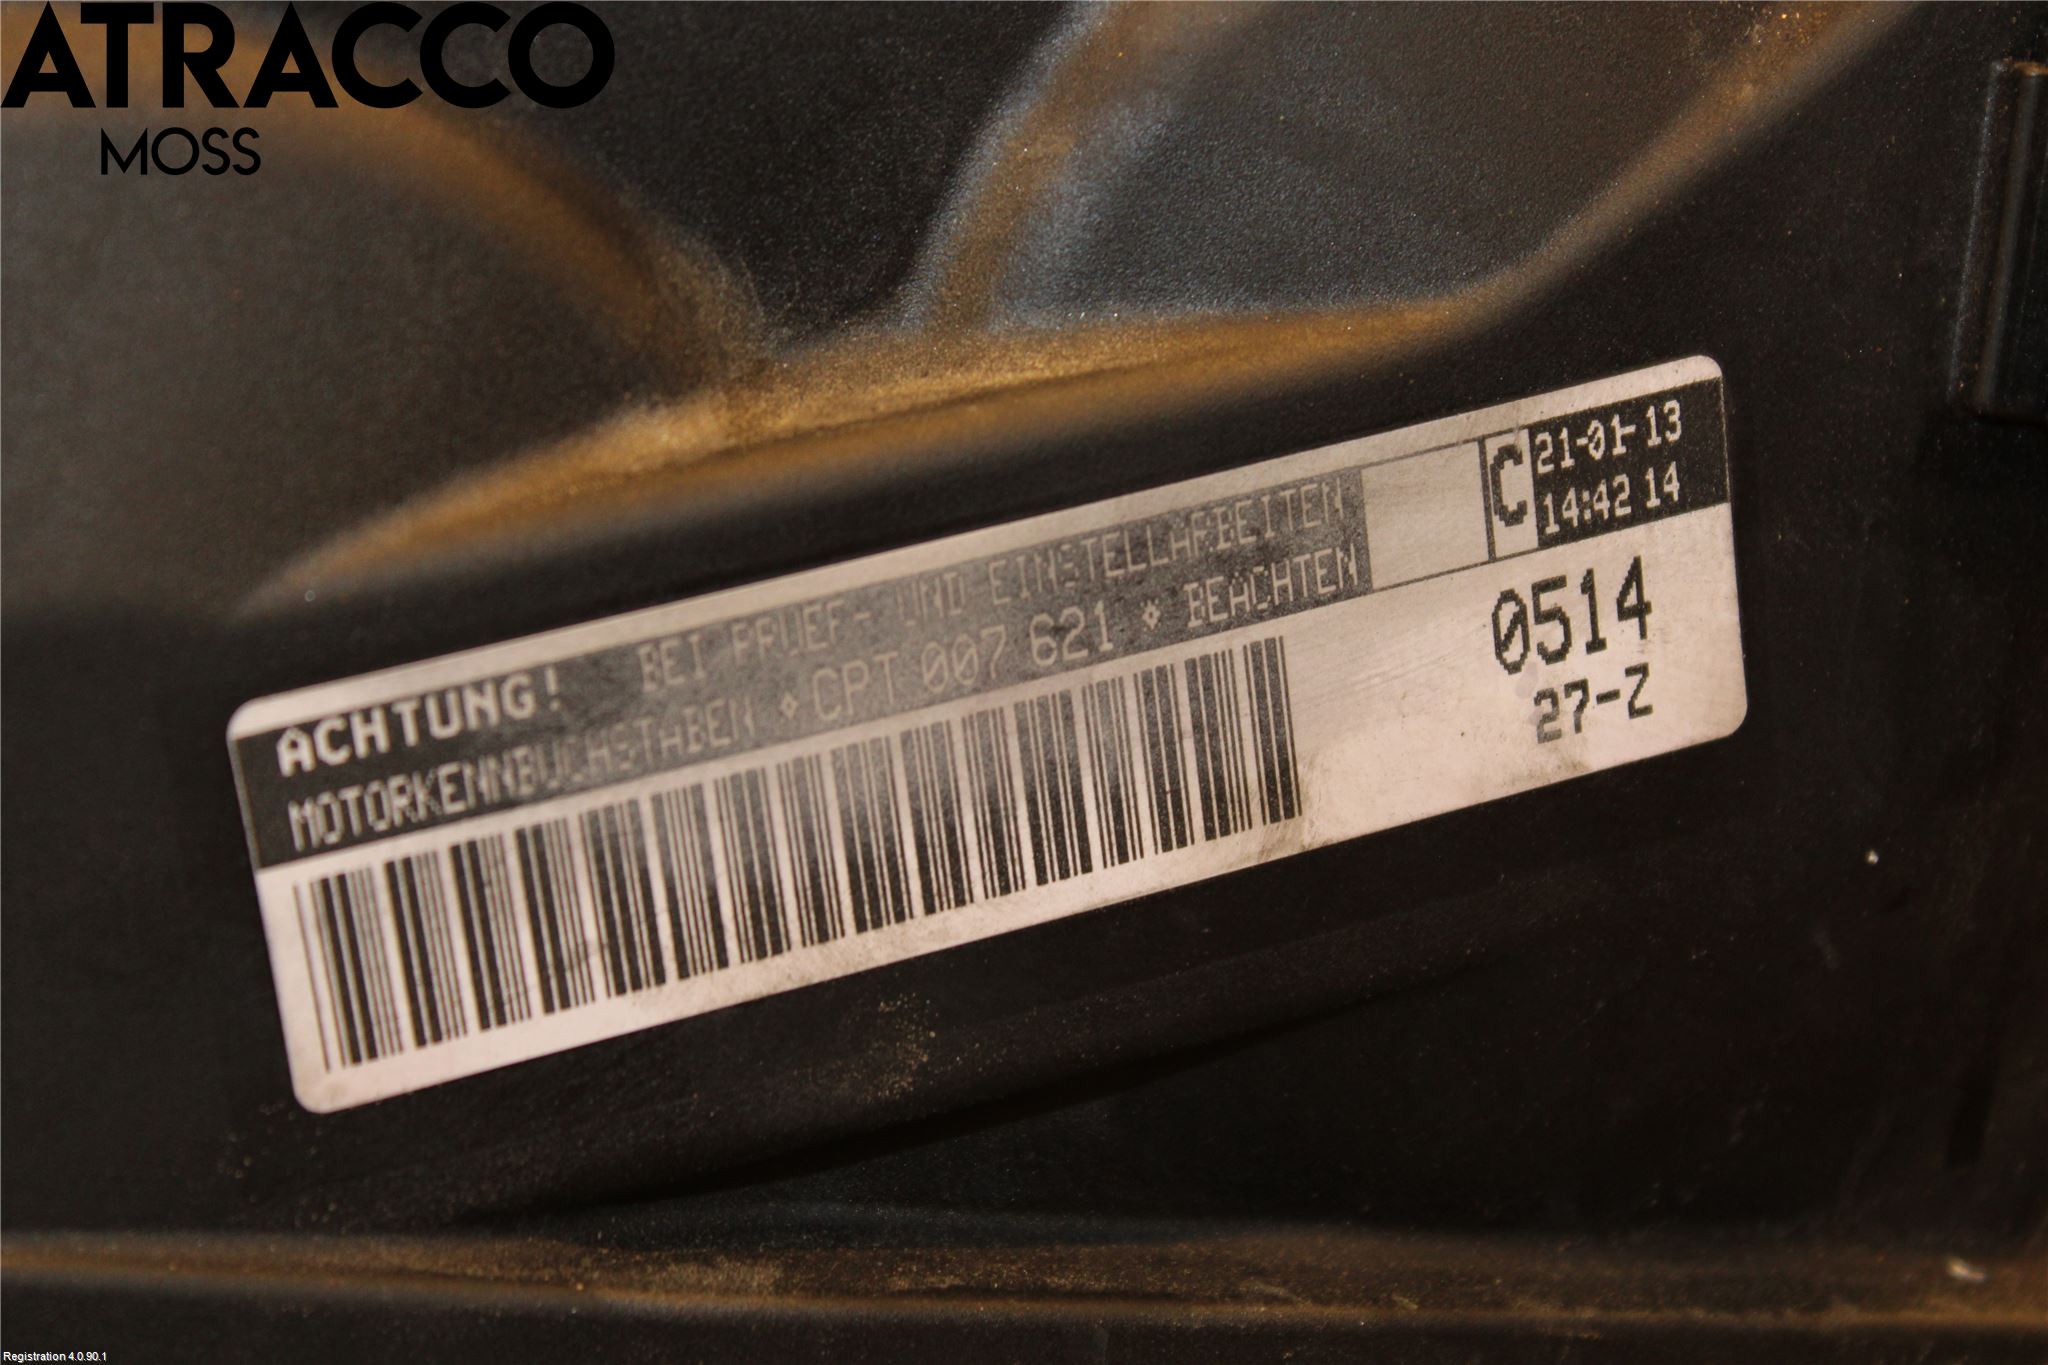 ATRACCO
MOSS
C 21-01-13
14:42 14
ACHTUNG! BEI PRUEF- UND EINSTELLARBEITEN
MOTORKENNBUCHSTABEN ⋄ CPT 007 621 ⋄ BEACHTEN
0514
27-Z
Registration 4.0.90.1